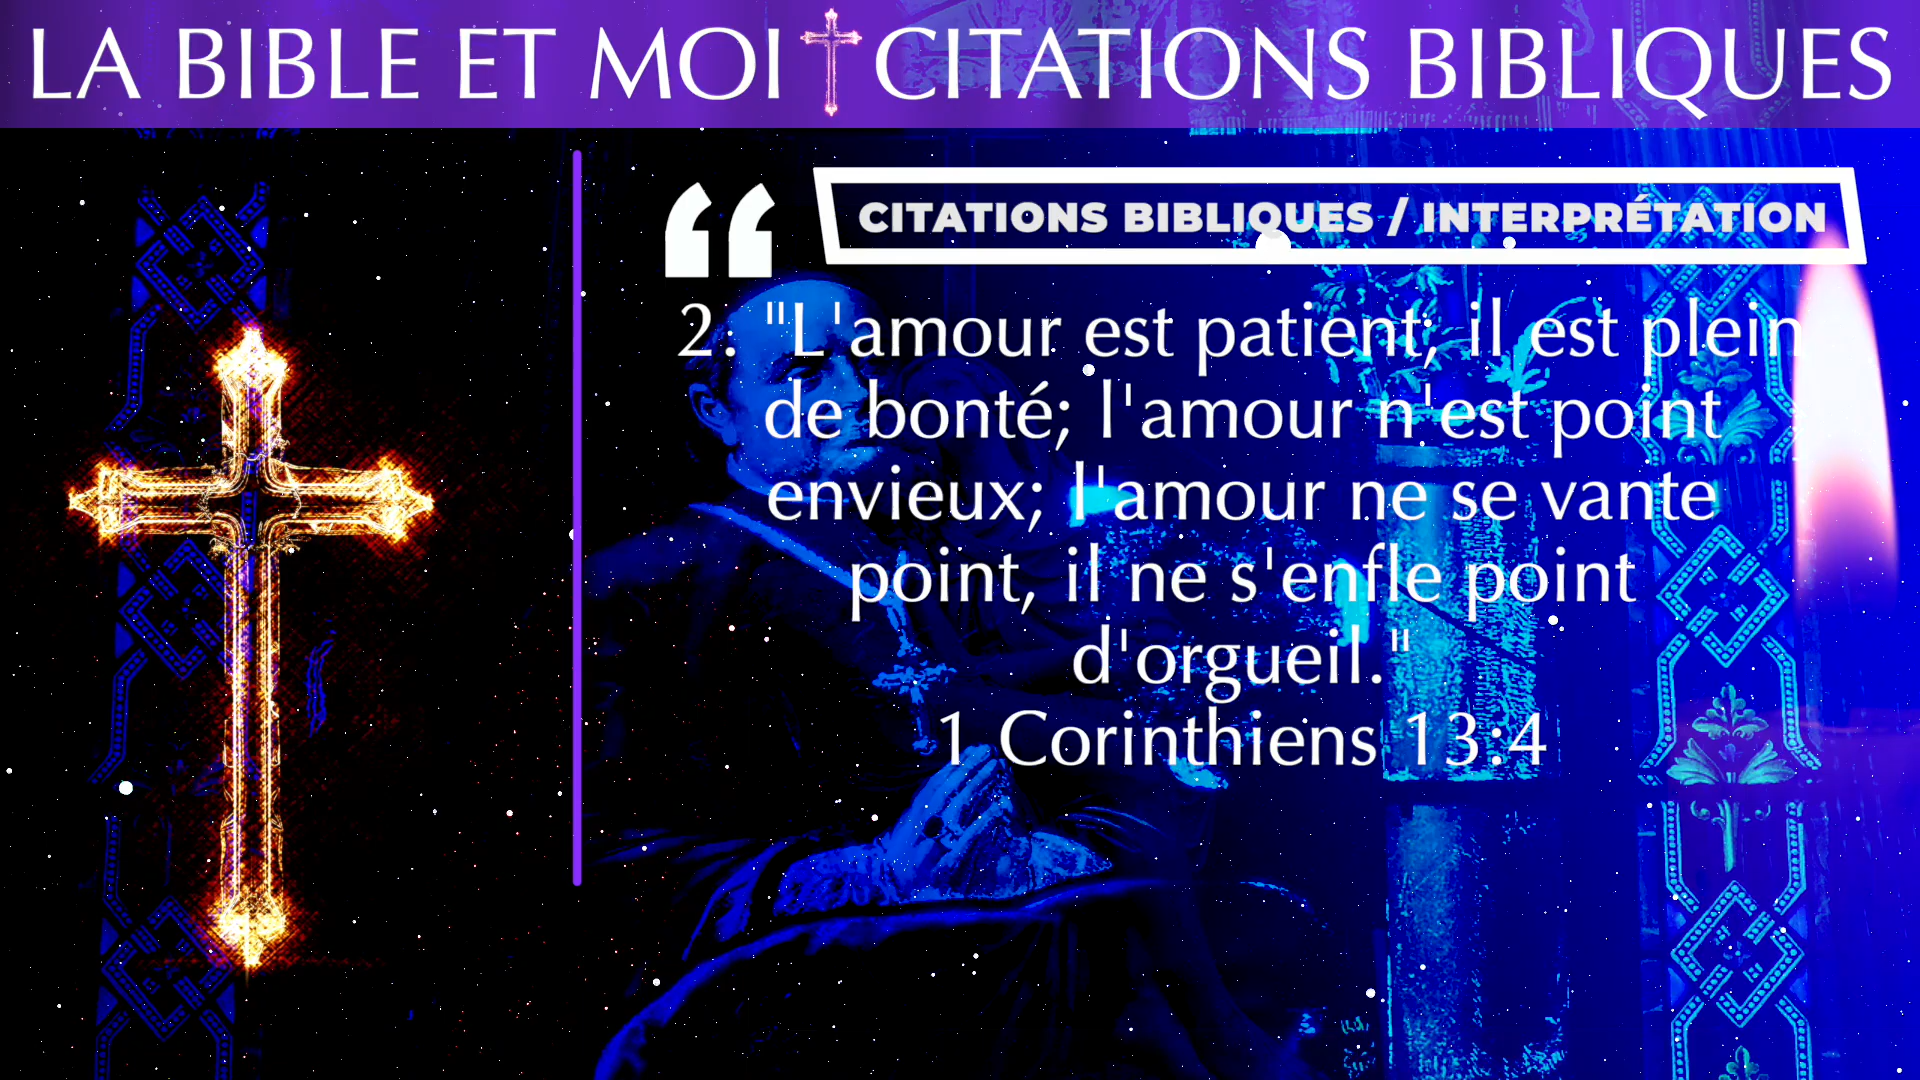 LA BIBLE ET MOI CITATIONS BIBLIQUES
CITATIONS BIBLIQUES / INTERPRÉTATION
2: "L'amour est patient; il est plein
de bonté; l'amour n'est point
envieux; l'amour ne se vante
point, il ne s'enfle point
d'orgueil."
1 Corinthiens 13:4